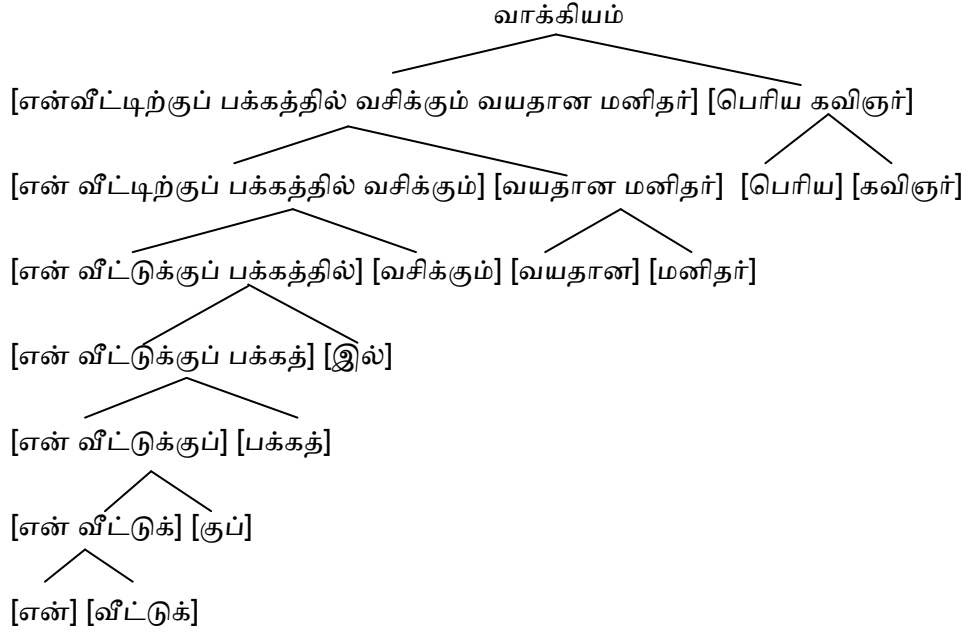 வாக்கியம்
[என்வீட்டிற்குப் பக்கத்தில் வசிக்கும் வயதான மனிதர்] [பெரிய கவிஞர்]
[என் வீட்டிற்குப் பக்கத்தில் வசிக்கும்] [வயதான மனிதர்] [பெரிய] [கவிஞர்]
[என் வீட்டுக்குப் பக்கத்தில்] [வசிக்கும்] [வயதான] [மனிதர்]
[என் வீட்டுக்குப் பக்கத்] [இல்]
[என் வீட்டுக்குப்] [பக்கத்]
[என் வீட்டுக்] [குப்]
[என்] [வீட்டுக்]